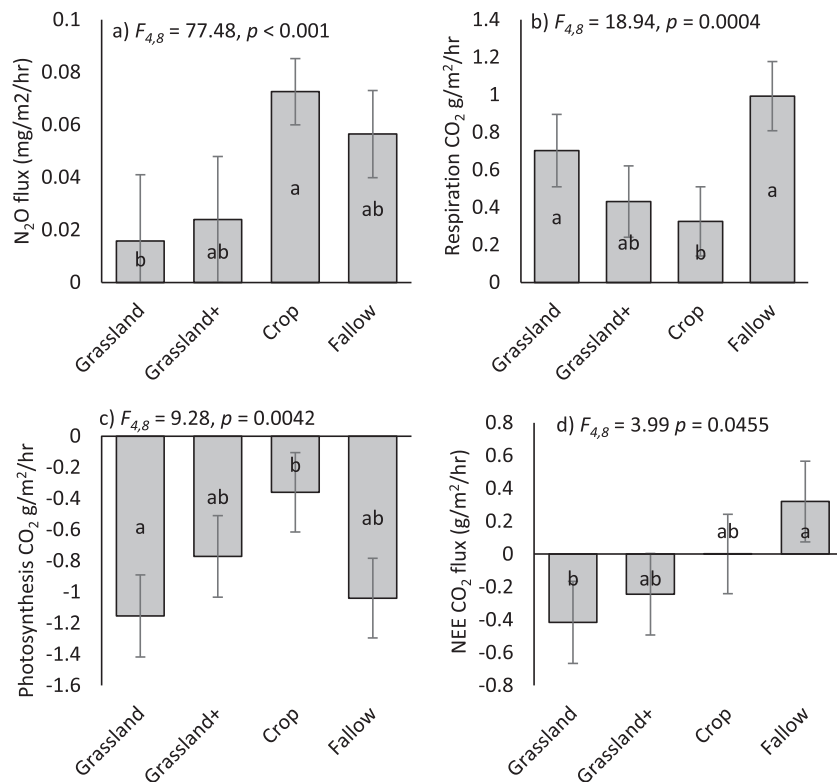 a) F4,8 = 77.48, p < 0.001
N2O flux (mg/m2/hr)
0.1
0.08
0.06
0.04
0.02
0
b
ab
a
ab
Grassland
Grassland+
Crop
Fallow
b) F4,8 = 18.94, p = 0.0004
Respiration CO2 g/m²/hr
1.4
1.2
1
0.8
0.6
0.4
0.2
0
a
ab
b
a
Grassland
Grassland+
Crop
Fallow
c) F4,8 = 9.28, p = 0.0042
Photosynthesis CO2 g/m²/hr
0
-0.2
-0.4
-0.6
-0.8
-1
-1.2
-1.4
-1.6
a
ab
b
ab
Grassland
Grassland+
Crop
Fallow
d) F4,8 = 3.99 p = 0.0455
NEE CO2 flux (g/m²/hr)
0.8
0.6
0.4
0.2
0
-0.2
-0.4
-0.6
-0.8
b
ab
ab
a
Grassland
Grassland+
Crop
Fallow